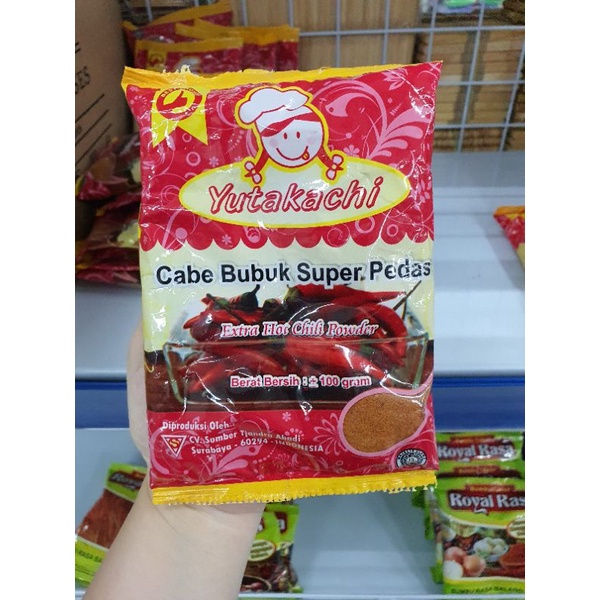 Yutakachi
Cabe Bubuk Super Pedas
Extra Hot Chili Powder
Berat Bersih : ± 100 gram
Diproduksi Oleh :
CV. Sumber Tjandra Abadi
Surabaya - 60294 - INDONESIA
Royal Rasa
Royal Ras